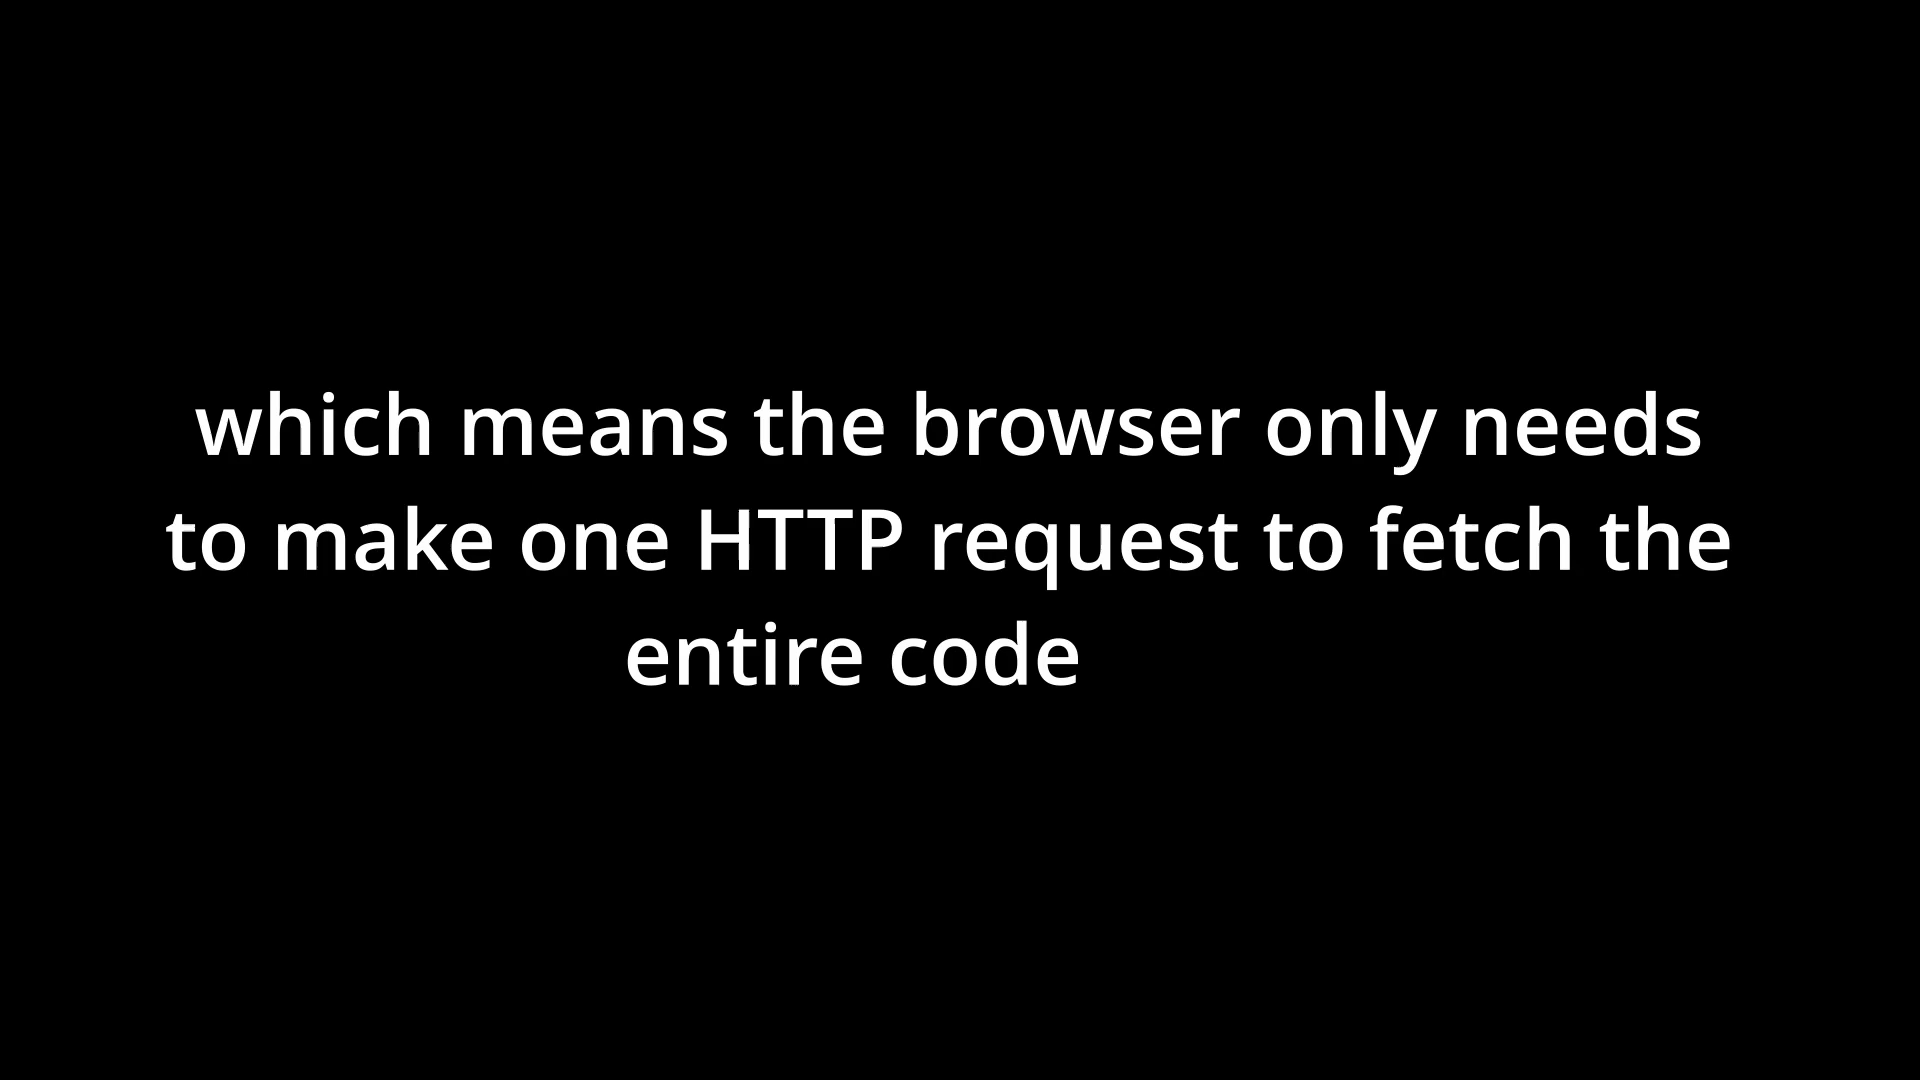 which means the browser only needs
to make one HTTP request to fetch the
entire code